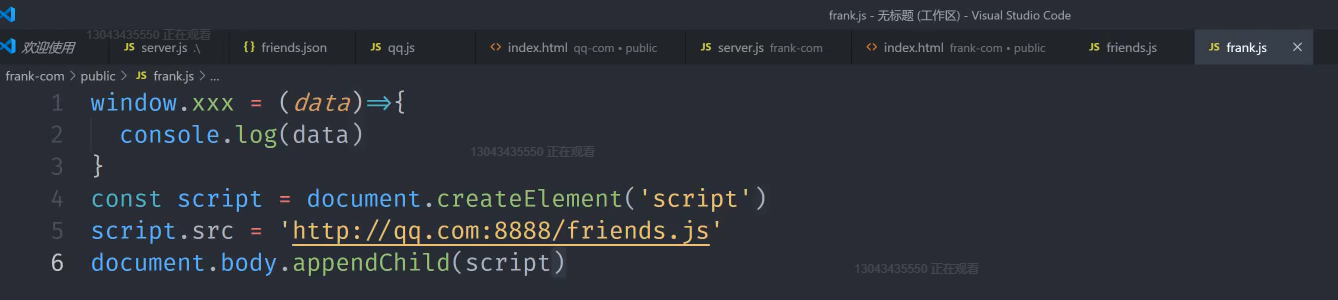 frank.js - 无标题 (工作区) - Visual Studio Code
13043435550 正在观看
欢迎使用 JS server.js .\ {} friends.json JS qq.js <> index.html qq-com • public JS server.js frank-com <> index.html frank-com • public JS friends.js JS frank.js ×
frank-com > public > JS frank.js > ...
1 window.xxx = (data)=>{
2 console.log(data)
13043435550 正在观看
3 }
4 const script = document.createElement('script')
5 script.src = 'http://qq.com:8888/friends.js'
6 document.body.appendChild(script)
13043435550 正在观看